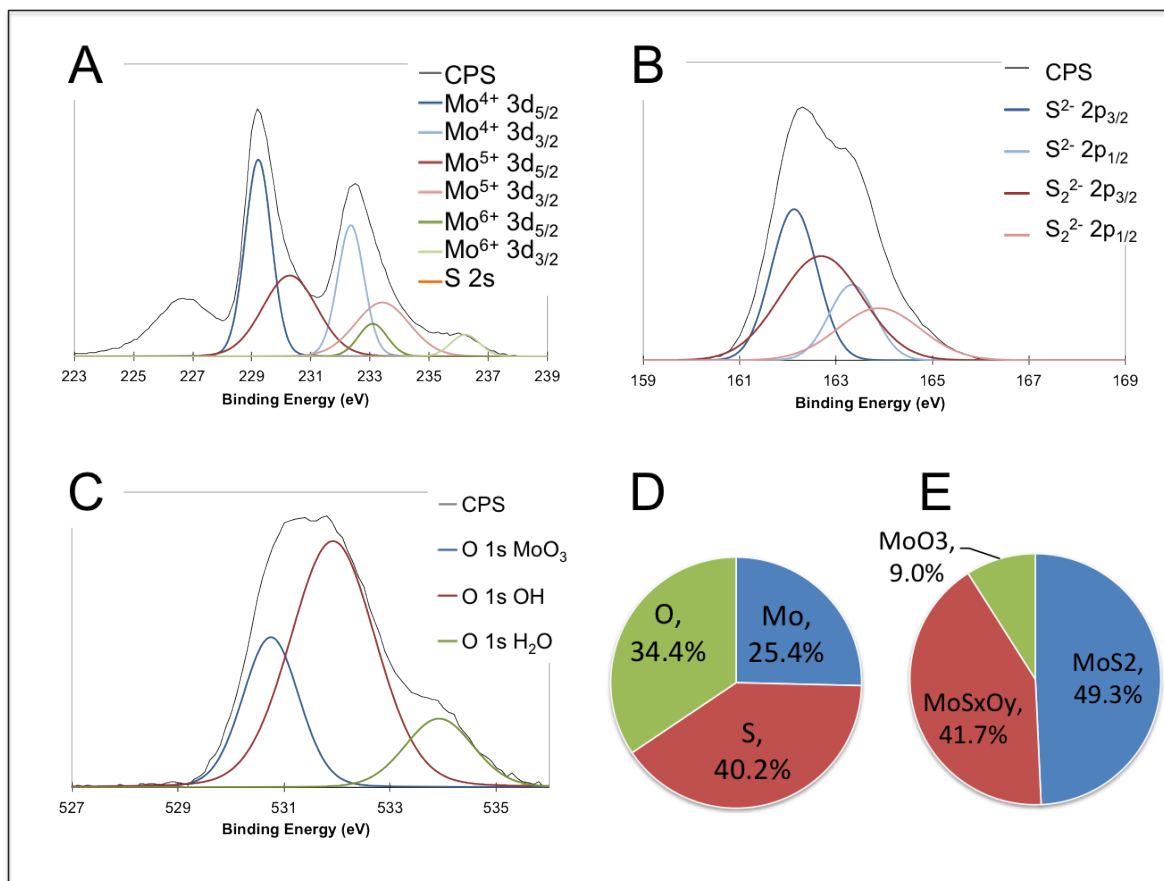 A
CPS
Mo⁴⁺ 3d₅/₂
Mo⁴⁺ 3d₃/₂
Mo⁵⁺ 3d₅/₂
Mo⁵⁺ 3d₃/₂
Mo⁶⁺ 3d₅/₂
Mo⁶⁺ 3d₃/₂
S 2s
223 225 227 229 231 233 235 237 239
Binding Energy (eV)
B
CPS
S²⁻ 2p₃/₂
S²⁻ 2p₁/₂
S₂²⁻ 2p₃/₂
S₂²⁻ 2p₁/₂
159 161 163 165 167 169
Binding Energy (eV)
C
CPS
O 1s MoO₃
O 1s OH
O 1s H₂O
527 529 531 533 535
Binding Energy (eV)
D
O,
34.4%
Mo,
25.4%
S,
40.2%
E
MoO3,
9.0%
MoS2,
49.3%
MoSxOy,
41.7%